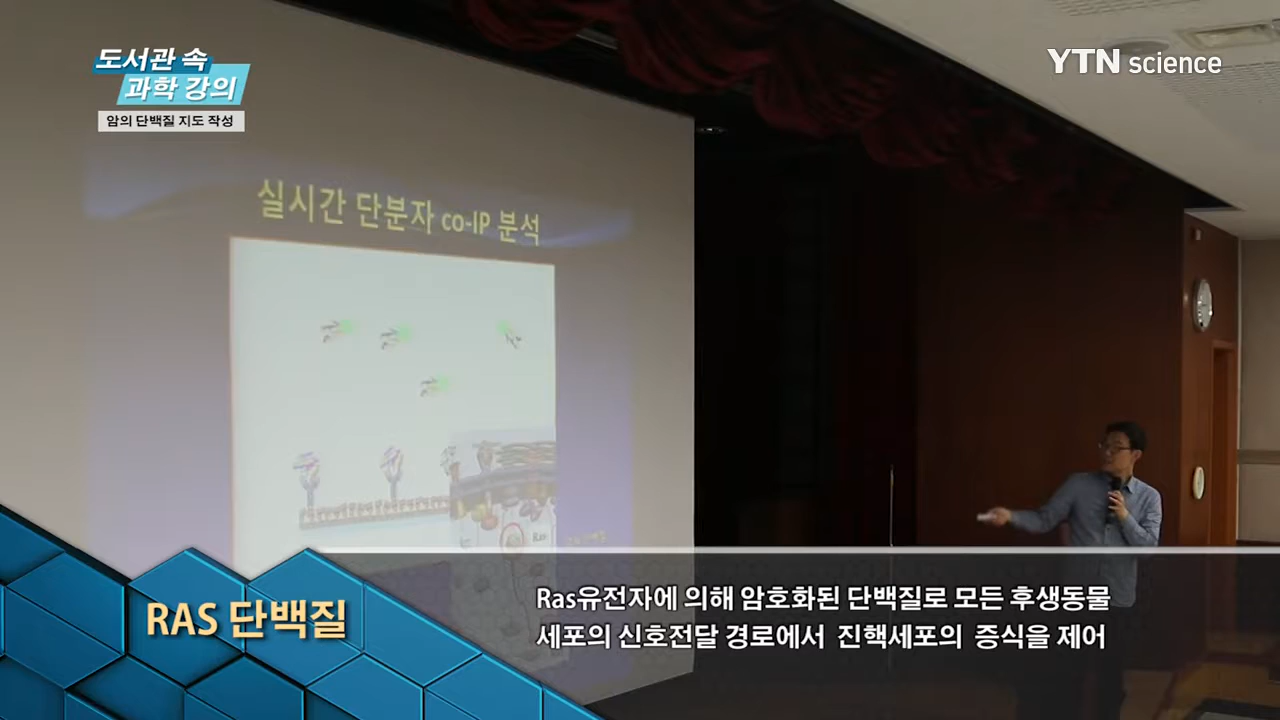 도서관 속
과학 강의
암의 단백질 지도 작성
YTN science
실시간 단분자 co-IP 분석
Ras
RAS 단백질
Ras유전자에 의해 암호화된 단백질로 모든 후생동물
세포의 신호전달 경로에서 진핵세포의 증식을 제어